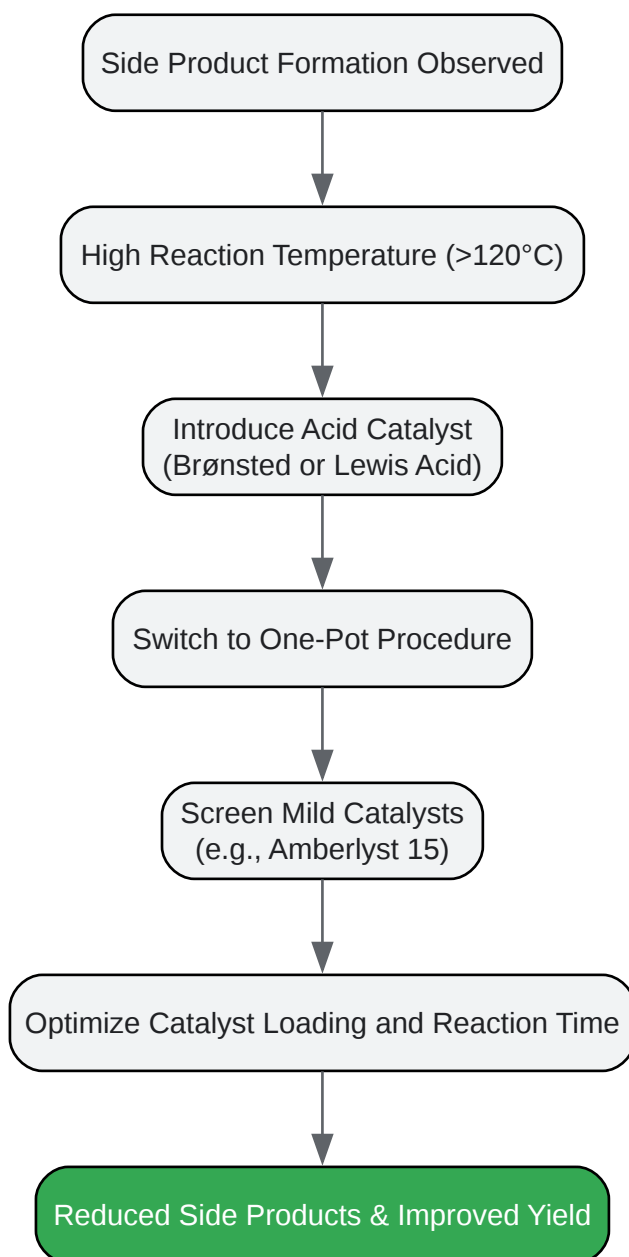 Side Product Formation Observed
High Reaction Temperature (>120°C)
Introduce Acid Catalyst
(Brønsted or Lewis Acid)
Switch to One-Pot Procedure
Screen Mild Catalysts
(e.g., Amberlyst 15)
Optimize Catalyst Loading and Reaction Time
Reduced Side Products & Improved Yield